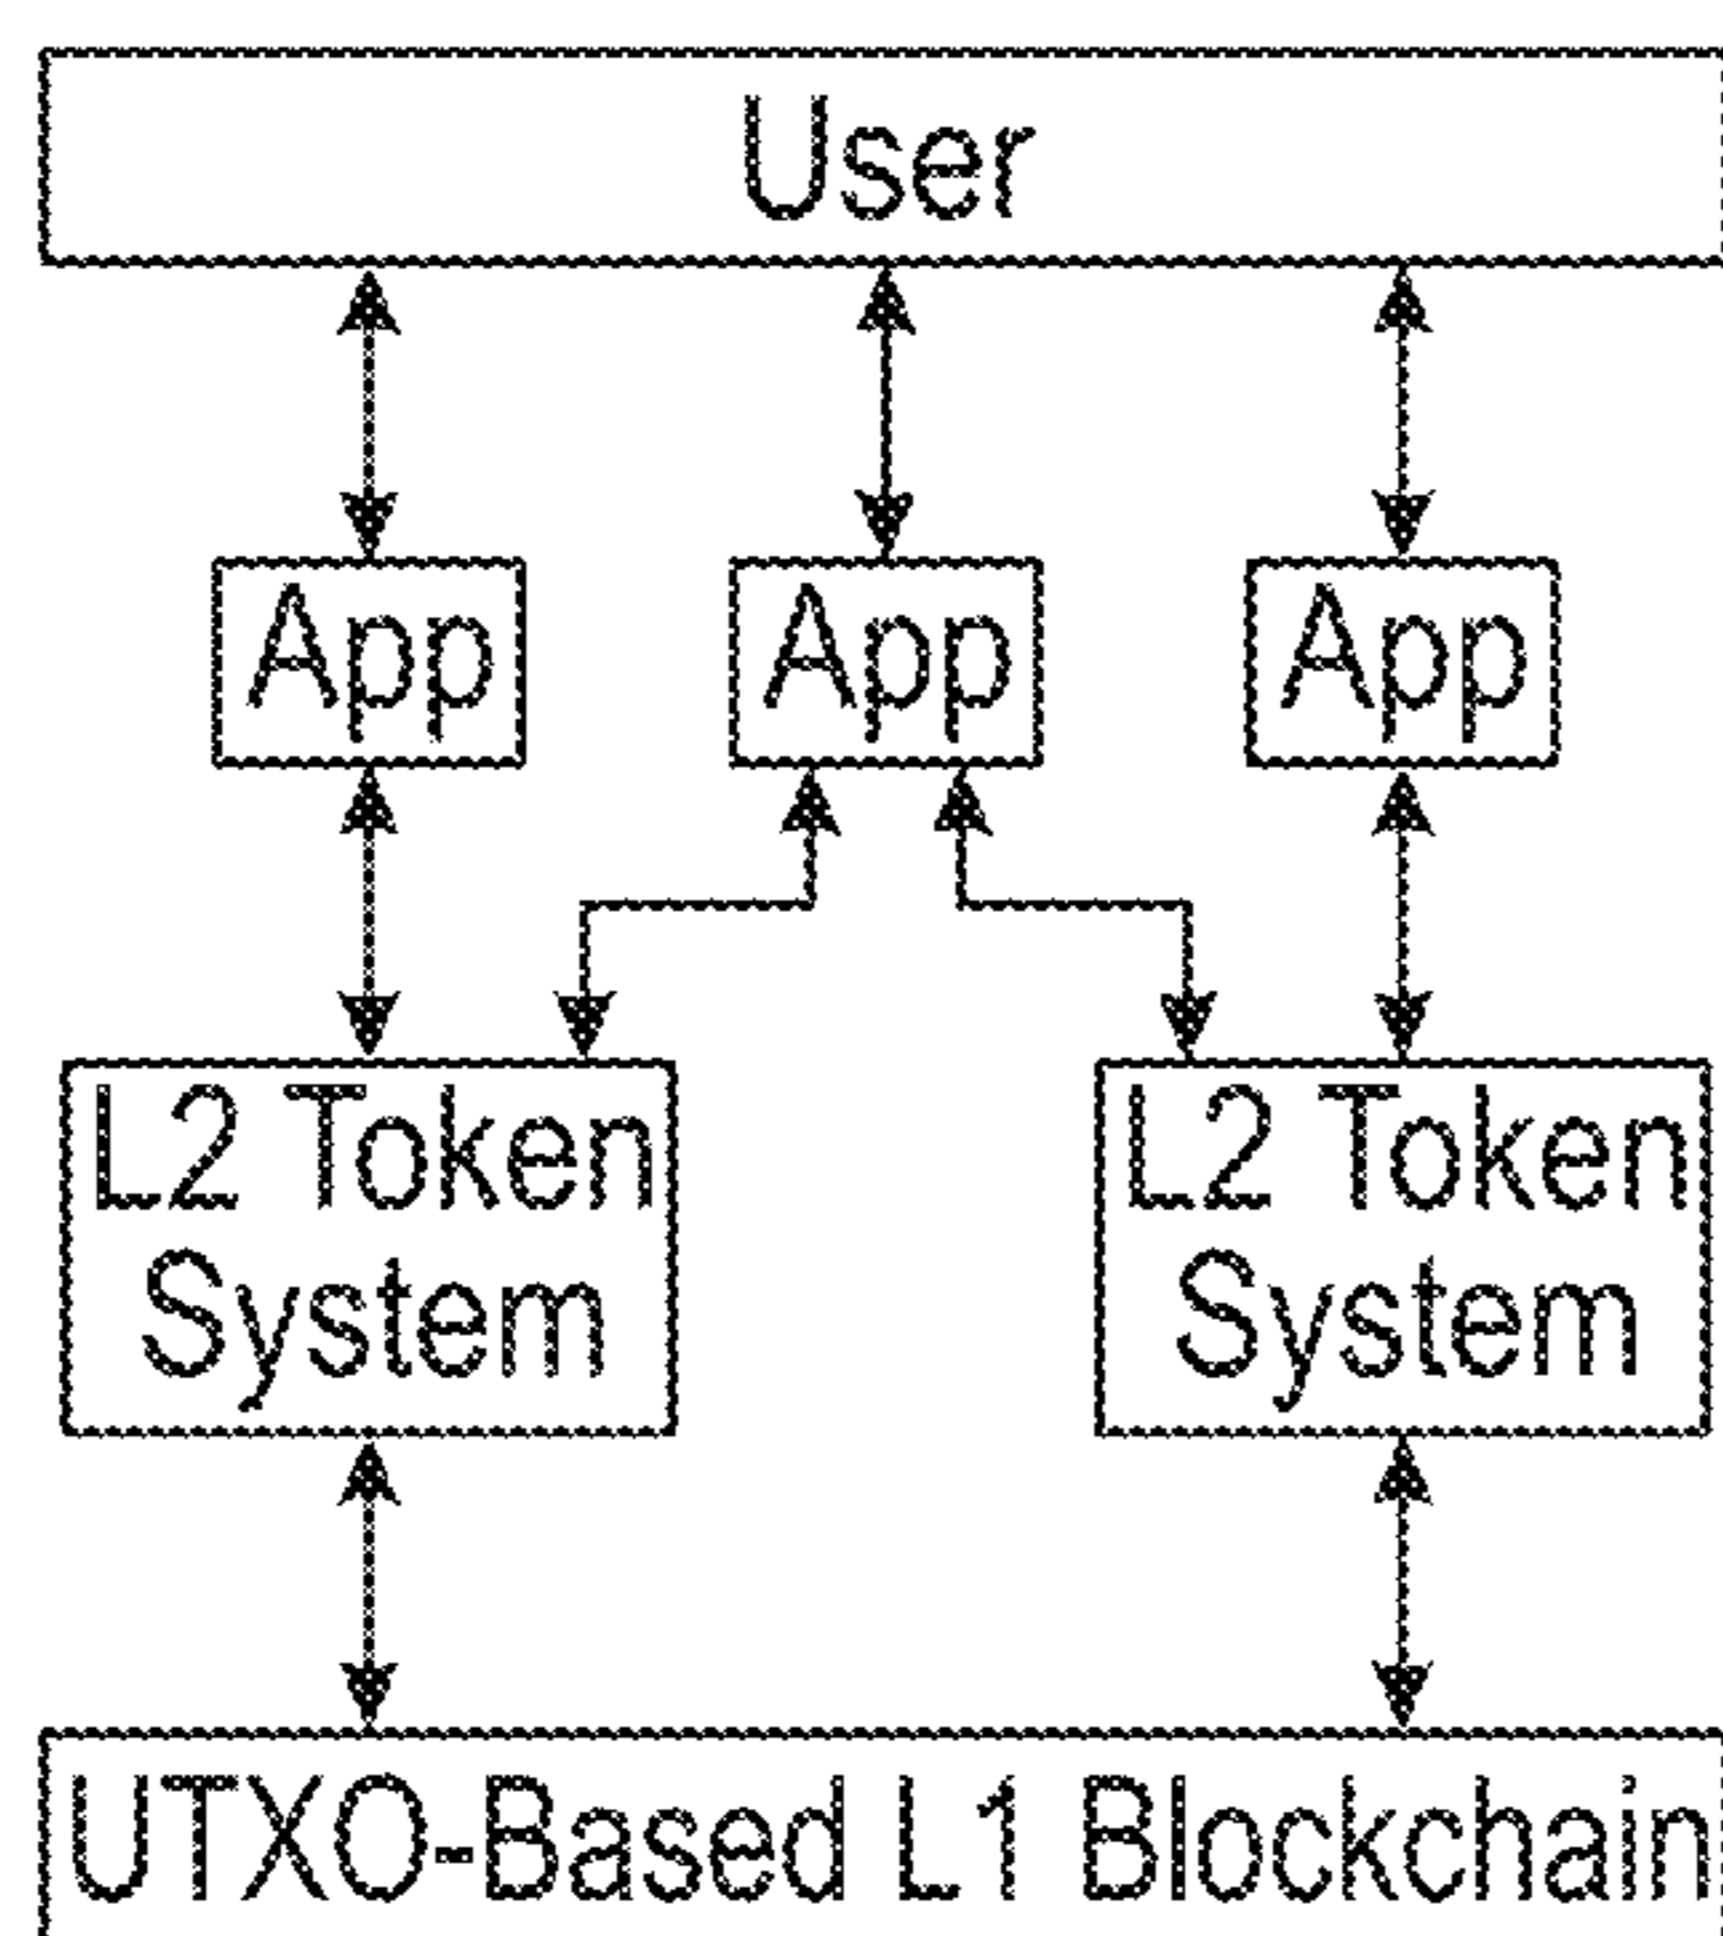 User
App
App
App
L2 Token
System
L2 Token
System
UTXO-Based L1 Blockchain